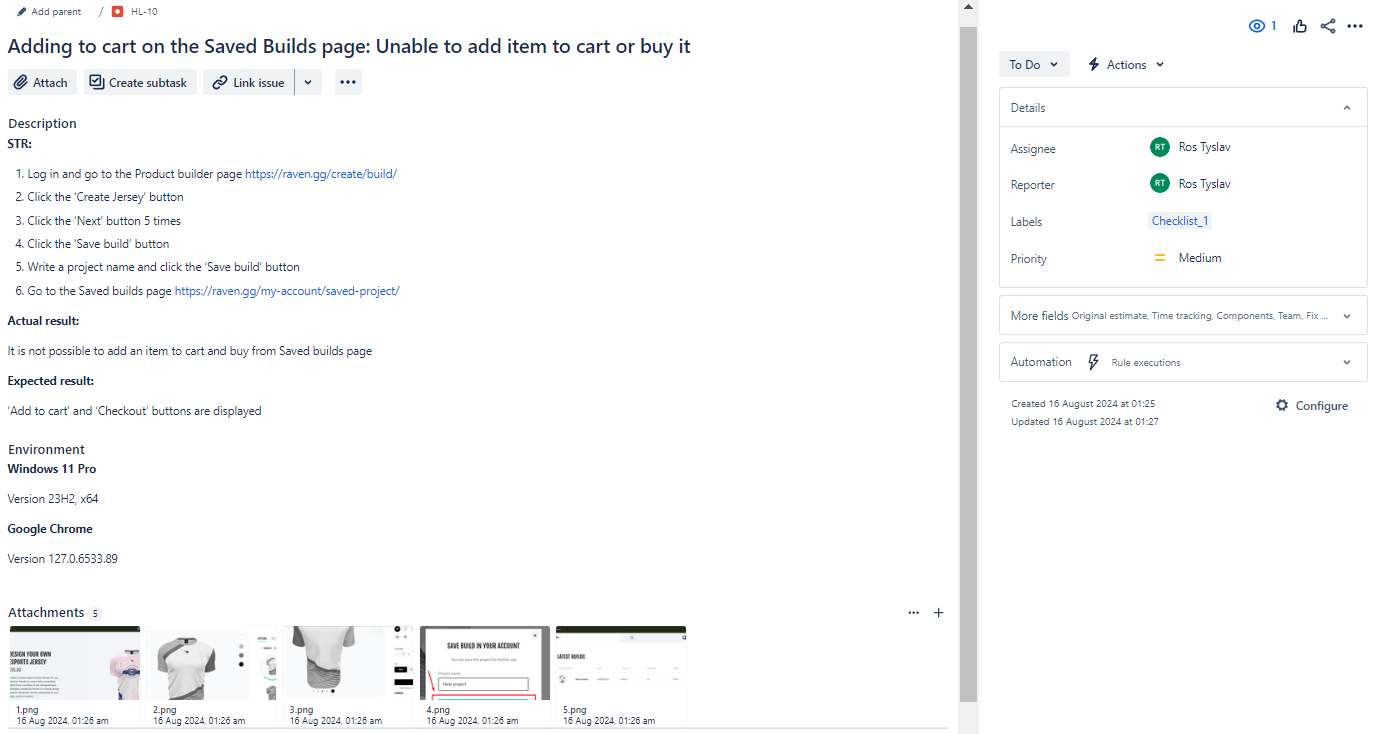 Add parent / HL-10
Adding to cart on the Saved Builds page: Unable to add item to cart or buy it
Attach Create subtask Link issue
Description
STR:
1. Log in and go to the Product builder page https://raven.gg/create/build/
2. Click the ‘Create Jersey’ button
3. Click the ‘Next’ button 5 times
4. Click the ‘Save build’ button
5. Write a project name and click the ‘Save build’ button
6. Go to the Saved builds page https://raven.gg/my-account/saved-project/
Actual result:
It is not possible to add an item to cart and buy from Saved builds page
Expected result:
‘Add to cart’ and ‘Checkout’ buttons are displayed
Environment
Windows 11 Pro
Version 23H2, x64
Google Chrome
Version 127.0.6533.89
Attachments 5
DESIGN YOUR OWN
ESPORTS JERSEY
SAVE BUILD IN YOUR ACCOUNT
You can save the project for further use
Project name
New project
LATEST BUILDS
1.png
16 Aug 2024, 01:26 am
2.png
16 Aug 2024, 01:26 am
3.png
16 Aug 2024, 01:26 am
4.png
16 Aug 2024, 01:26 am
5.png
16 Aug 2024, 01:26 am
1
To Do Actions
Details
Assignee RT Ros Tyslav
Reporter RT Ros Tyslav
Labels Checklist_1
Priority Medium
More fields Original estimate, Time tracking, Components, Team, Fix ...
Automation Rule executions
Created 16 August 2024 at 01:25
Updated 16 August 2024 at 01:27
Configure